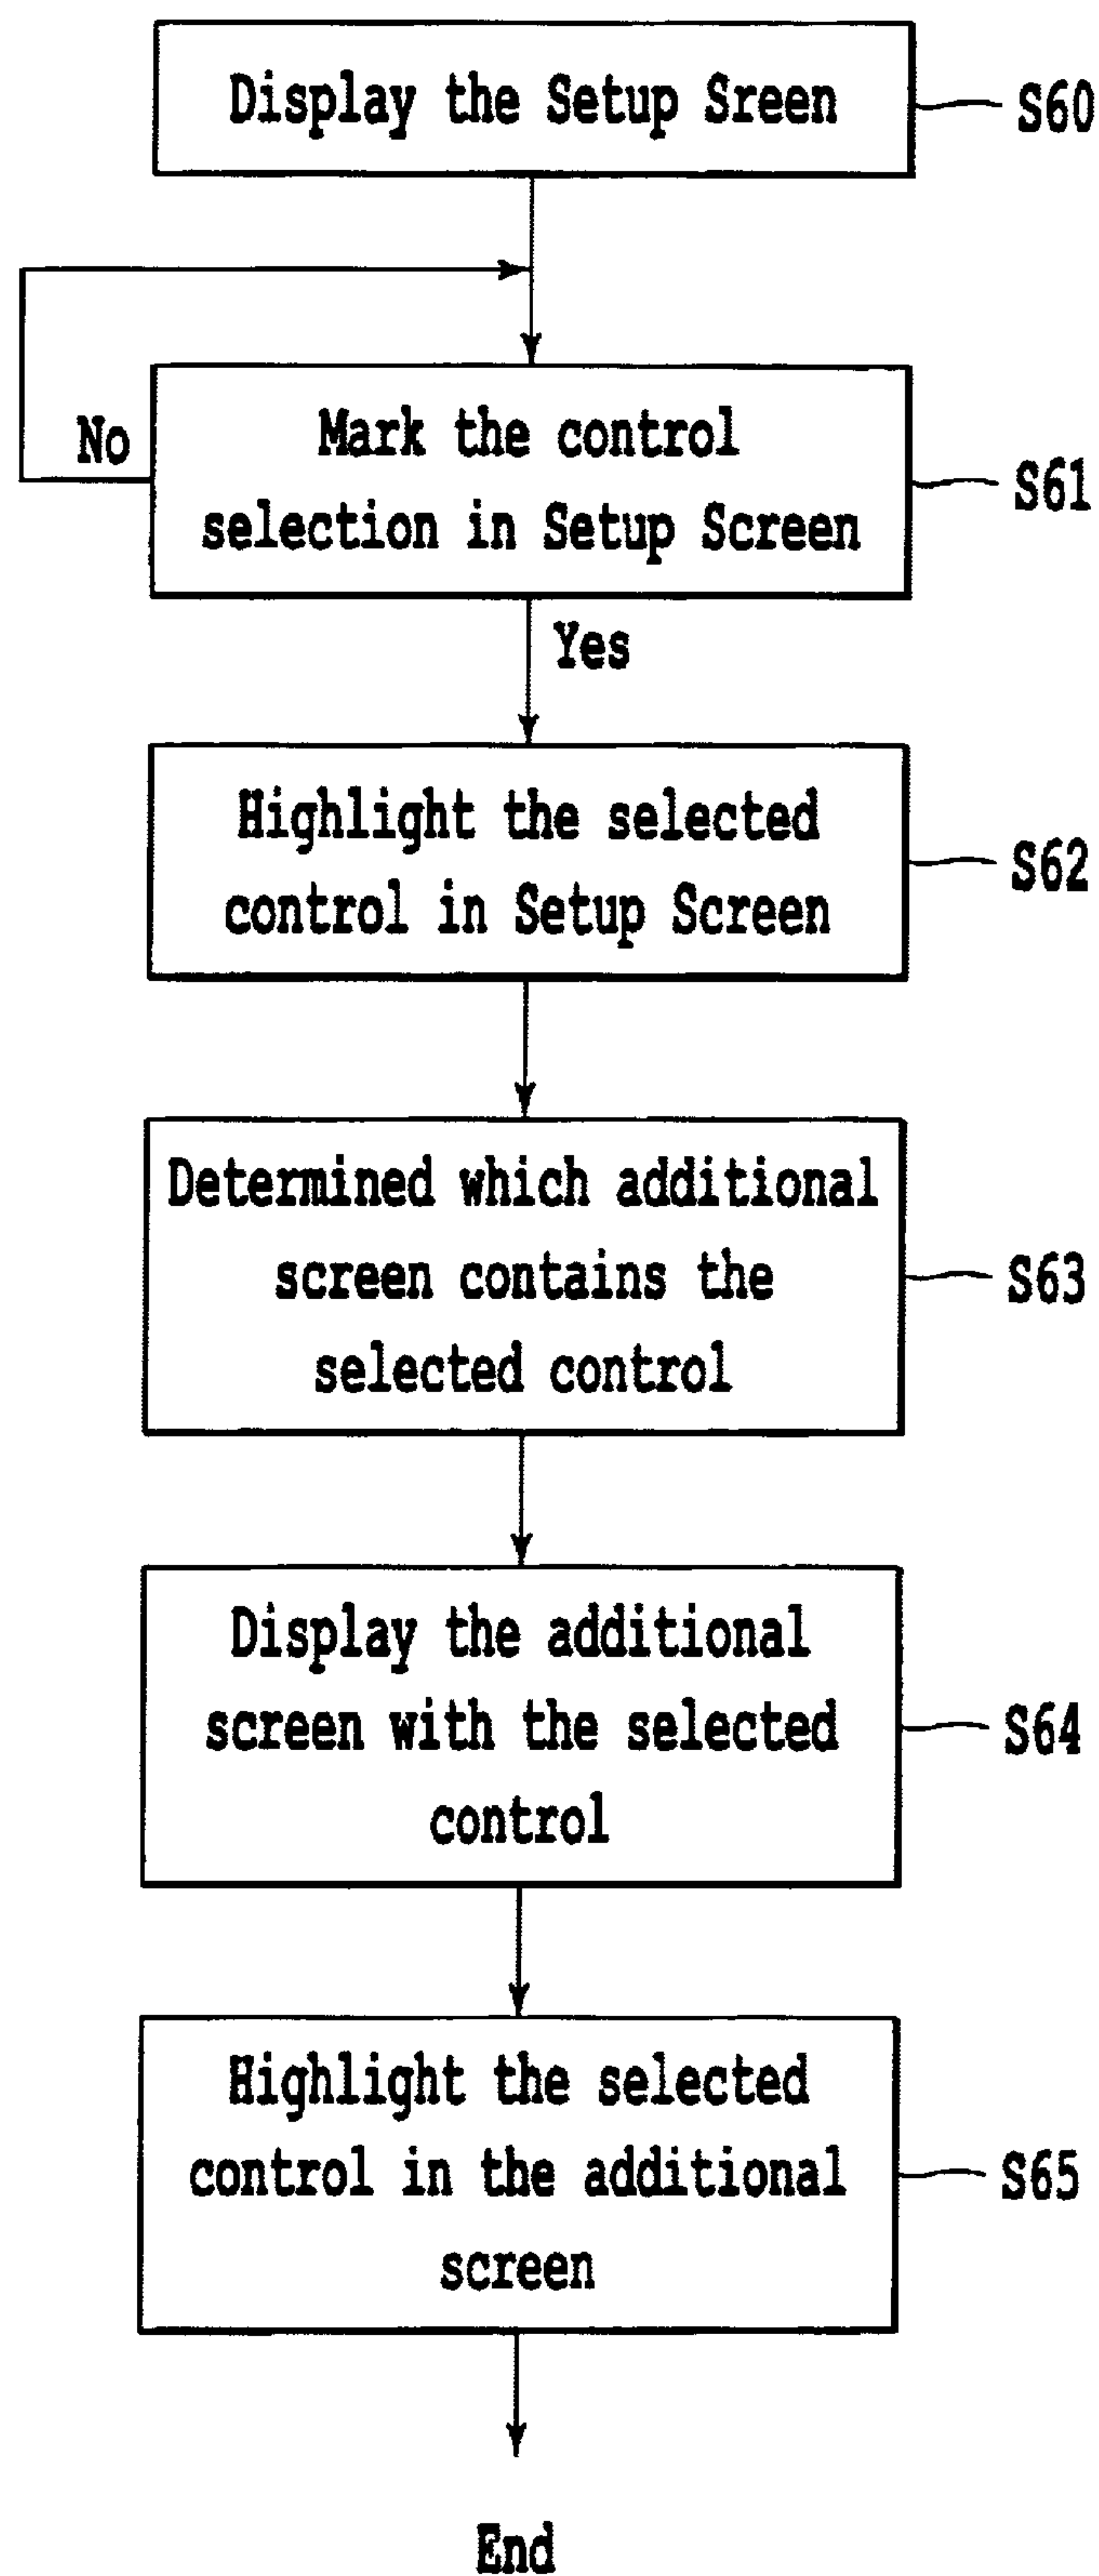 Display the Setup Sreen
S60
No
Mark the control
selection in Setup Screen
S61
Yes
Highlight the selected
control in Setup Screen
S62
Determined which additional
screen contains the
selected control
S63
Display the additional
screen with the selected
control
S64
Highlight the selected
control in the additional
screen
S65
End